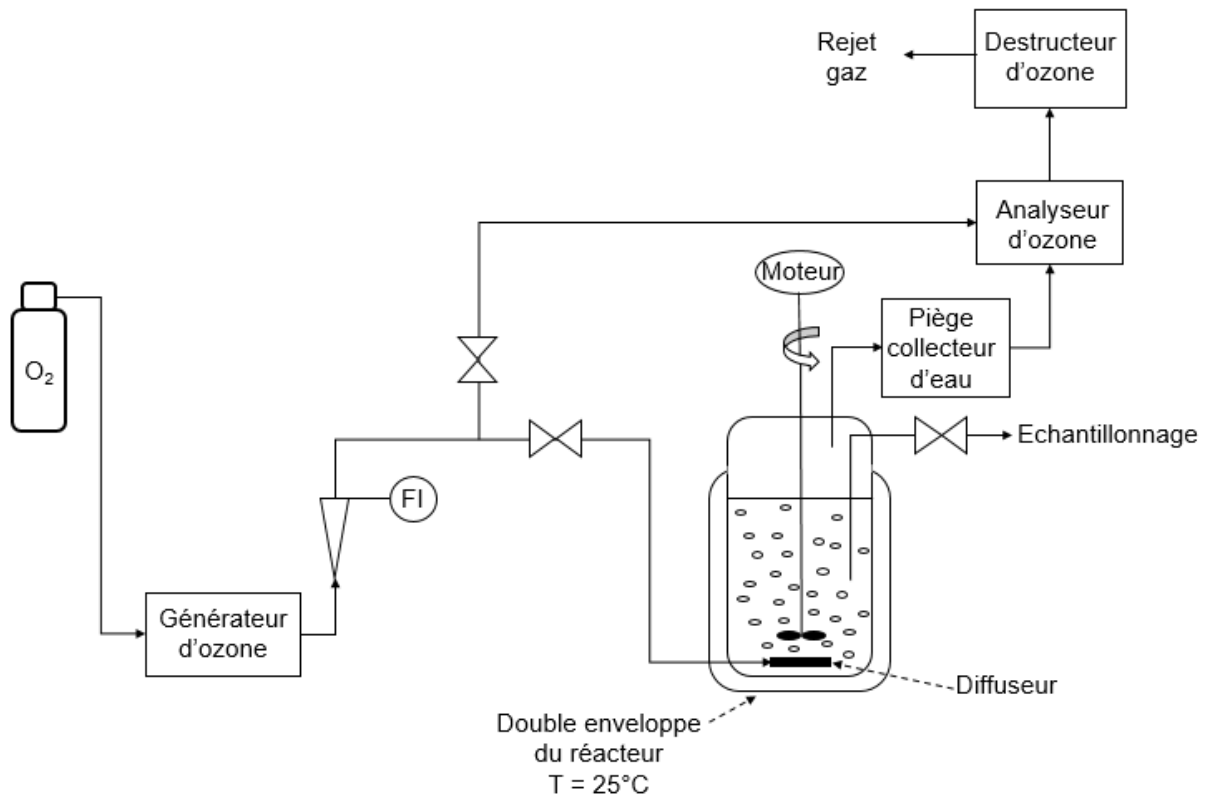 Rejet
gaz
Destructeur
d’ozone
Analyseur
d’ozone
Moteur
Piège
collecteur
d’eau
O₂
Echantillonnage
FI
Générateur
d’ozone
Diffuseur
Double enveloppe
du réacteur
T = 25°C